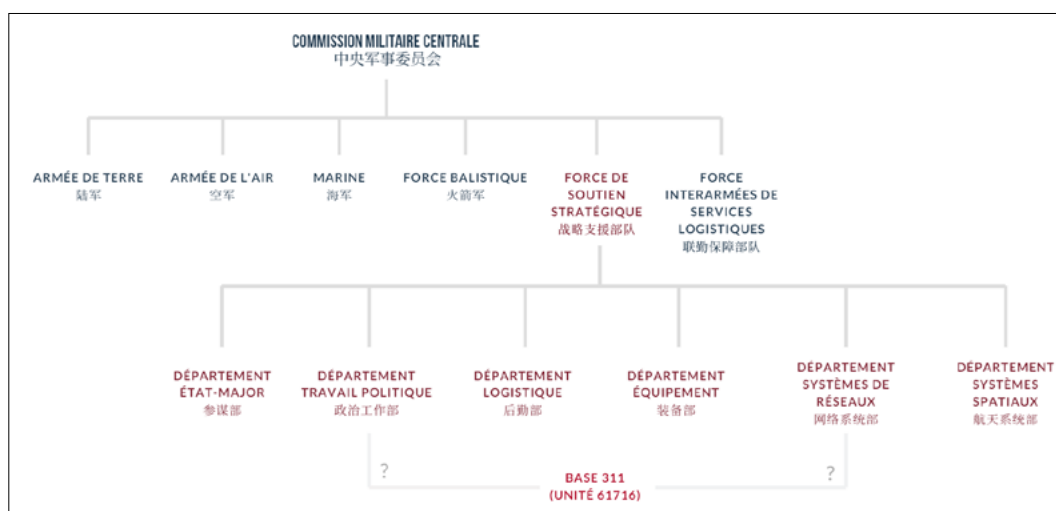 COMMISSION MILITAIRE CENTRALE
中央军事委员会
ARMÉE DE TERRE
陆军
ARMÉE DE L'AIR
空军
MARINE
海军
FORCE BALISTIQUE
火箭军
FORCE DE
SOUTIEN
STRATÉGIQUE
战略支援部队
FORCE
INTERARMÉES DE
SERVICES
LOGISTIQUES
联勤保障部队
DÉPARTEMENT
ÉTAT-MAJOR
参谋部
DÉPARTEMENT
TRAVAIL POLITIQUE
政治工作部
DÉPARTEMENT
LOGISTIQUE
后勤部
DÉPARTEMENT
ÉQUIPEMENT
装备部
DÉPARTEMENT
SYSTÈMES DE
RÉSEAUX
网络系统部
DÉPARTEMENT
SYSTÈMES
SPATIAUX
航天系统部
?
?
BASE 311
(UNITÉ 61716)